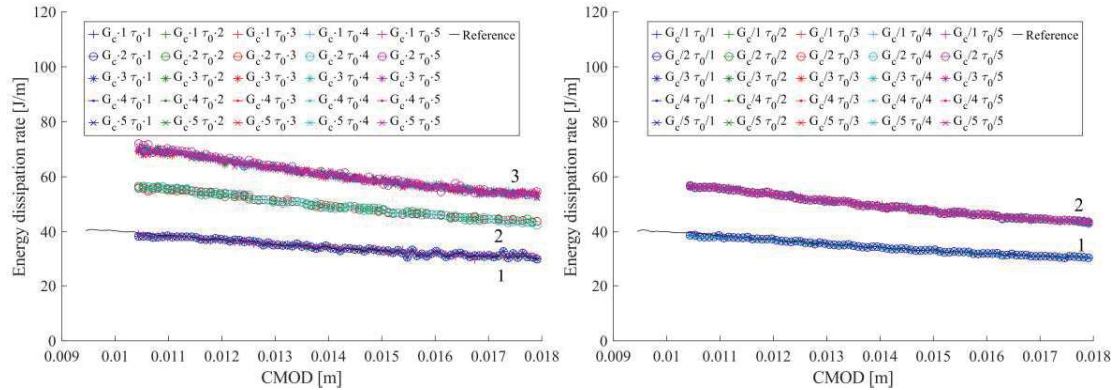 120
100
80
60
40
20
0
Energy dissipation rate [J/m]
G_c·1 τ_0·1 G_c·1 τ_0·2 G_c·1 τ_0·3 G_c·1 τ_0·4 G_c·1 τ_0·5 Reference
G_c·2 τ_0·1 G_c·2 τ_0·2 G_c·2 τ_0·3 G_c·2 τ_0·4 G_c·2 τ_0·5
G_c·3 τ_0·1 G_c·3 τ_0·2 G_c·3 τ_0·3 G_c·3 τ_0·4 G_c·3 τ_0·5
G_c·4 τ_0·1 G_c·4 τ_0·2 G_c·4 τ_0·3 G_c·4 τ_0·4 G_c·4 τ_0·5
G_c·5 τ_0·1 G_c·5 τ_0·2 G_c·5 τ_0·3 G_c·5 τ_0·4 G_c·5 τ_0·5
3
2
1
0.009 0.01 0.011 0.012 0.013 0.014 0.015 0.016 0.017 0.018
CMOD [m]
120
100
80
60
40
20
0
Energy dissipation rate [J/m]
G_c/1 τ_0/1 G_c/1 τ_0/2 G_c/1 τ_0/3 G_c/1 τ_0/4 G_c/1 τ_0/5 Reference
G_c/2 τ_0/1 G_c/2 τ_0/2 G_c/2 τ_0/3 G_c/2 τ_0/4 G_c/2 τ_0/5
G_c/3 τ_0/1 G_c/3 τ_0/2 G_c/3 τ_0/3 G_c/3 τ_0/4 G_c/3 τ_0/5
G_c/4 τ_0/1 G_c/4 τ_0/2 G_c/4 τ_0/3 G_c/4 τ_0/4 G_c/4 τ_0/5
G_c/5 τ_0/1 G_c/5 τ_0/2 G_c/5 τ_0/3 G_c/5 τ_0/4 G_c/5 τ_0/5
2
1
0.009 0.01 0.011 0.012 0.013 0.014 0.015 0.016 0.017 0.018
CMOD [m]